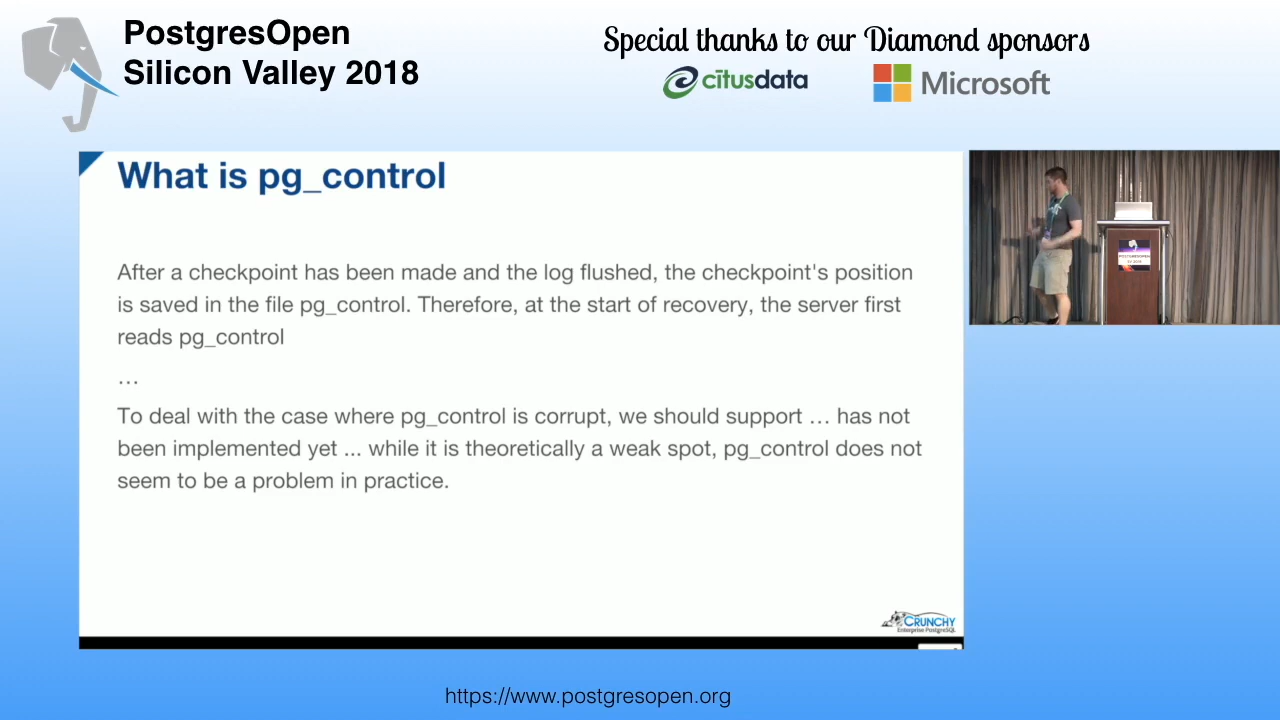 PostgresOpen
Silicon Valley 2018
Special thanks to our Diamond sponsors
citusdata
Microsoft
What is pg_control
After a checkpoint has been made and the log flushed, the checkpoint's position
is saved in the file pg_control. Therefore, at the start of recovery, the server first
reads pg_control
…
To deal with the case where pg_control is corrupt, we should support … has not
been implemented yet ... while it is theoretically a weak spot, pg_control does not
seem to be a problem in practice.
CRUNCHY
Enterprise PostgreSQL
POSTGRESOPEN
https://www.postgresopen.org